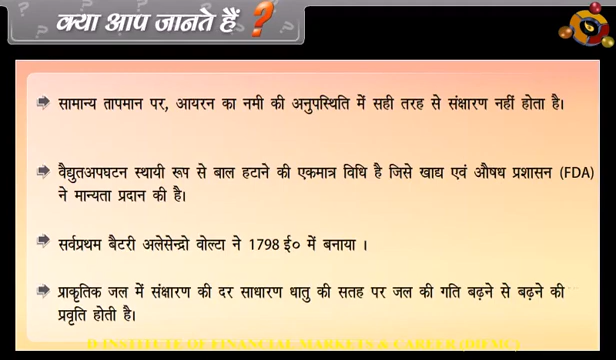 क्या आप जानते हैं ?
सामान्य तापमान पर, आयरन का नमी की अनुपस्थिति में सही तरह से संक्षारण नहीं होता है।
वैद्युतअपघटन स्थायी रूप से बाल हटाने की एकमात्र विधि है जिसे खाद्य एवं औषध प्रशासन (FDA)
ने मान्यता प्रदान की है।
सर्वप्रथम बैटरी अलेसेन्द्रो वोल्टा ने 1798 ई० में बनाया ।
प्राकृतिक जल में संक्षारण की दर साधारण धातु की सतह पर जल की गति बढ़ने से बढ़ने की
प्रवृति होती है।
D INSTITUTE OF FINANCIAL MARKETS & CAREER (DIFMC)